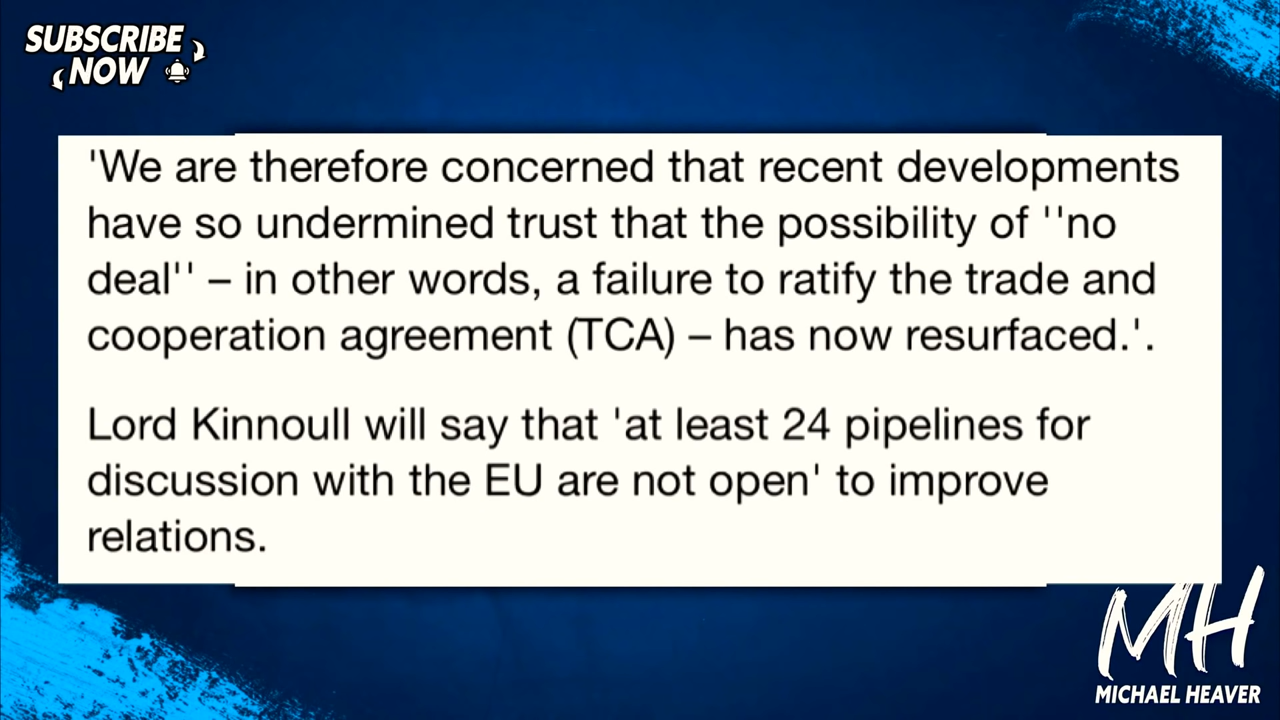 SUBSCRIBE
NOW
'We are therefore concerned that recent developments
have so undermined trust that the possibility of ''no
deal'' – in other words, a failure to ratify the trade and
cooperation agreement (TCA) – has now resurfaced.'.
Lord Kinnoull will say that 'at least 24 pipelines for
discussion with the EU are not open' to improve
relations.
MH
MICHAEL HEAVER